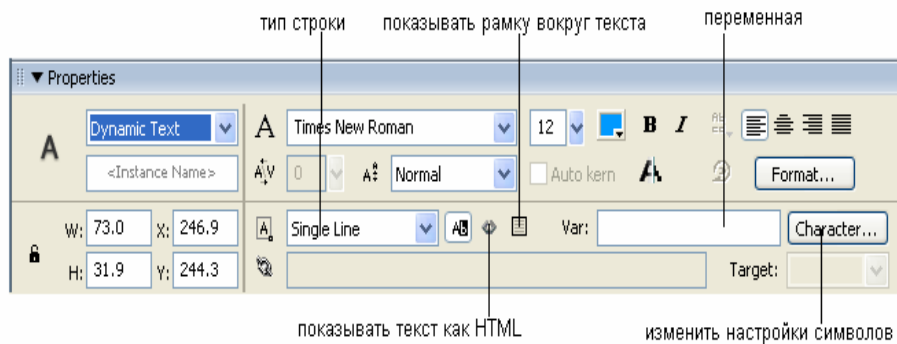 тип строки показывать рамку вокруг текста переменная
Properties
A Dynamic Text A Times New Roman 12 B I
<Instance Name> A V 0 A Normal Auto kern A Format...
W: 73.0 X: 246.9 A Single Line AB Var: Character...
H: 31.9 Y: 244.3 Target:
показывать текст как HTML изменить настройки символов